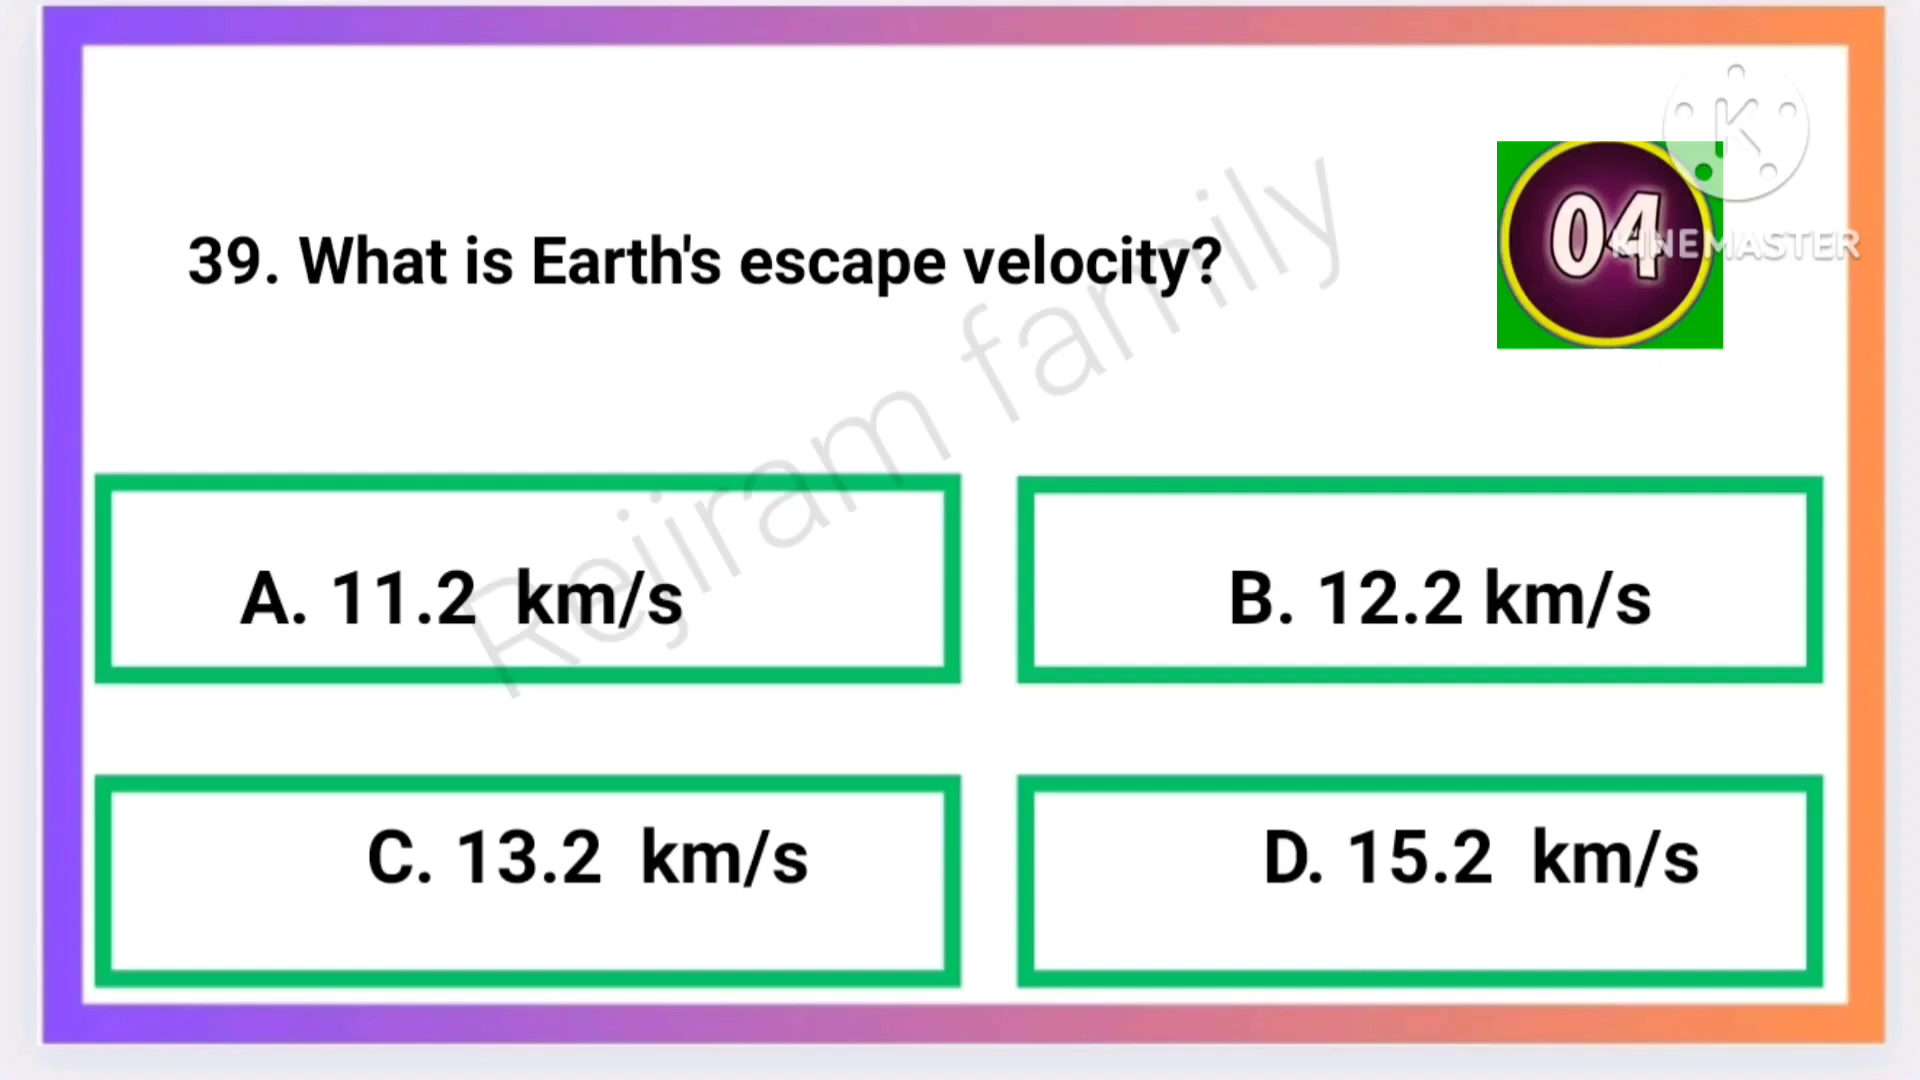 39. What is Earth's escape velocity?
04
KINEMASTER
Rejiram family
A. 11.2 km/s
B. 12.2 km/s
C. 13.2 km/s
D. 15.2 km/s